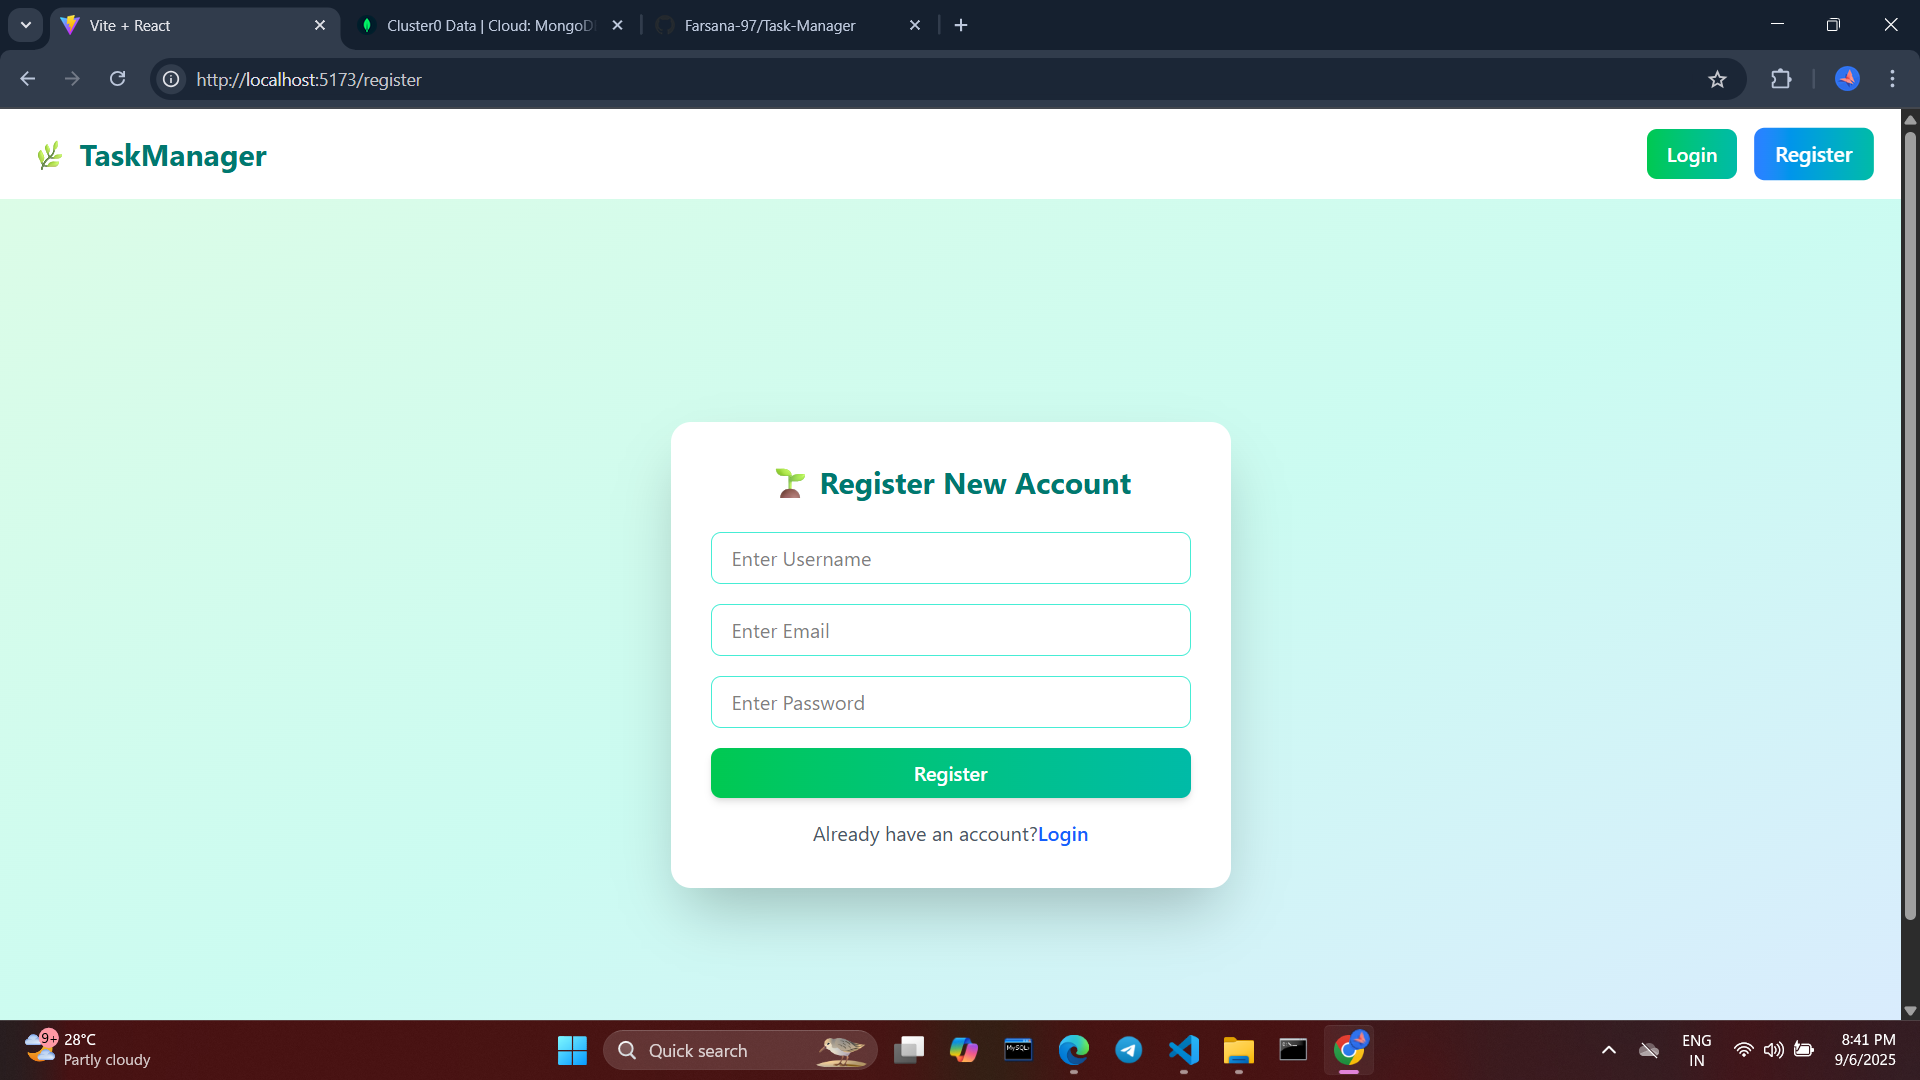 Vite + React
Cluster0 Data | Cloud: MongoD
Farsana-97/Task-Manager
http://localhost:5173/register
TaskManager
Login
Register
Register New Account
Enter Username
Enter Email
Enter Password
Register
Already have an account?Login
9+
28°C
Partly cloudy
Quick search
MySQL
ENG
IN
8:41 PM
9/6/2025